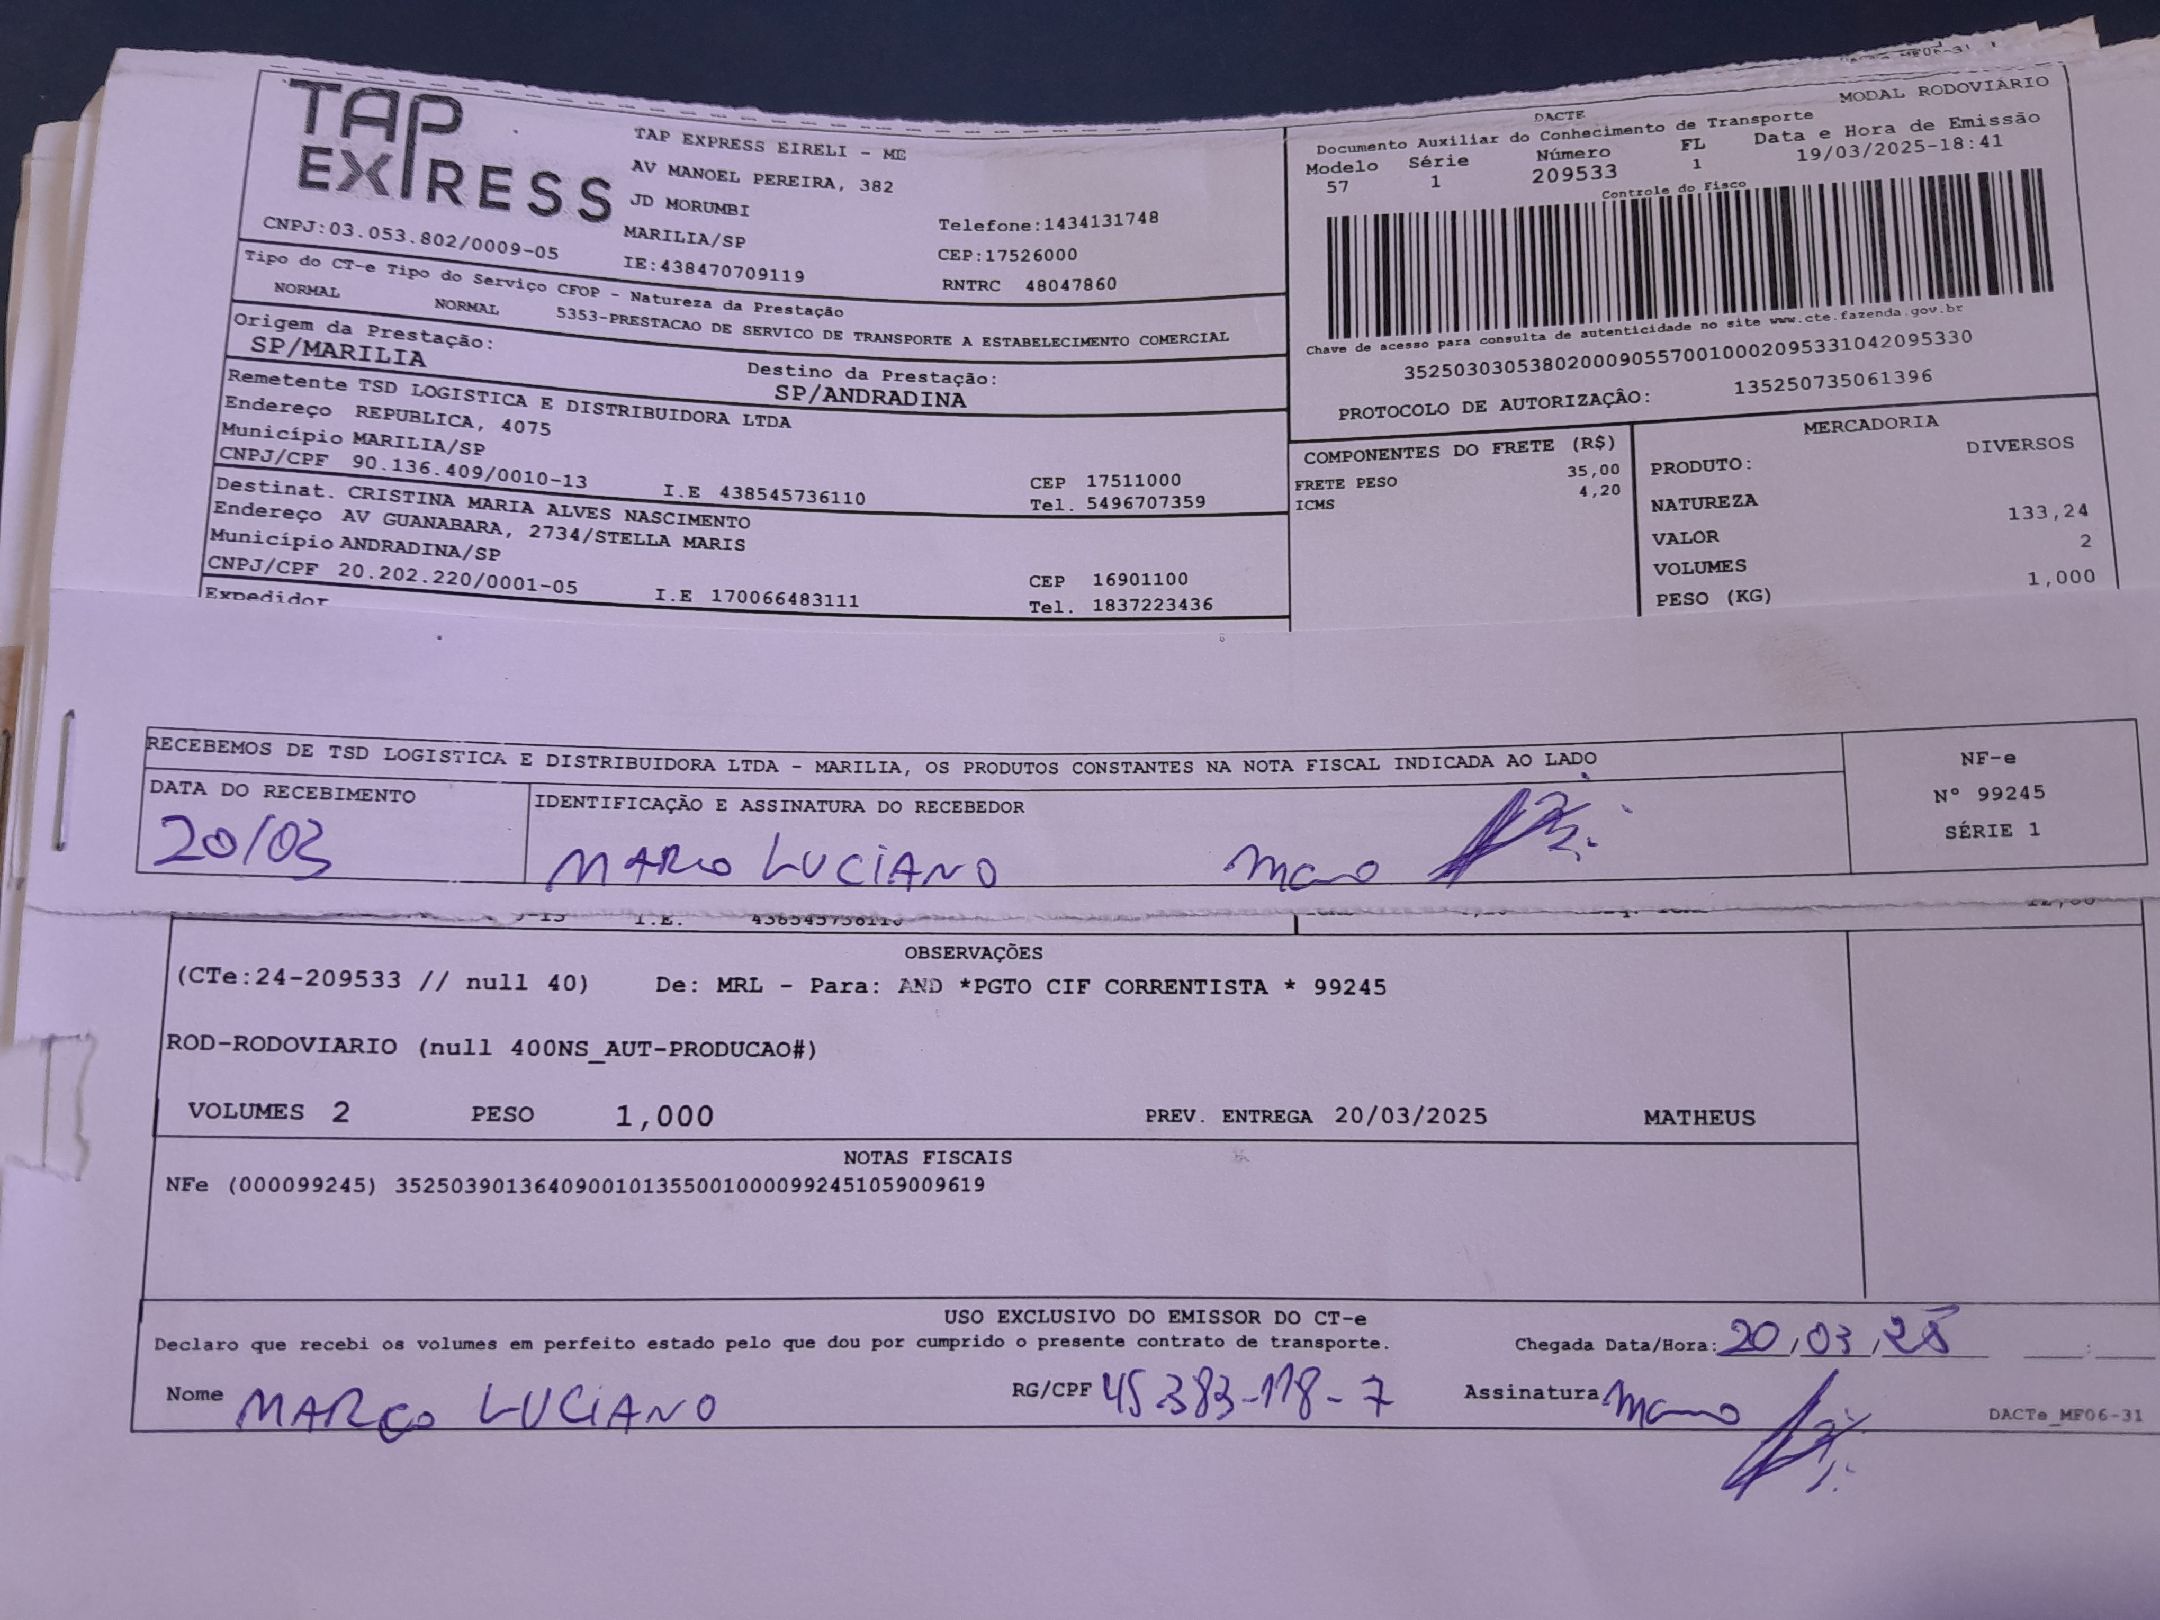 TAP
EXPRESS
TAP EXPRESS EIRELI - ME
AV MANOEL PEREIRA, 382
JD MORUMBI
MARILIA/SP
Telefone:1434131748
CEP:17526000
CNPJ:03.053.802/0009-05
IE:438470709119
RNTRC 48047860
Tipo do CT-e Tipo do Serviço CFOP - Natureza da Prestação
NORMAL NORMAL 5353-PRESTACAO DE SERVICO DE TRANSPORTE A ESTABELECIMENTO COMERCIAL
Origem da Prestação:
SP/MARILIA
Destino da Prestação:
SP/ANDRADINA
Remetente TSD LOGISTICA E DISTRIBUIDORA LTDA
Endereço REPUBLICA, 4075
Município MARILIA/SP
CEP 17511000
CNPJ/CPF 90.136.409/0010-13 I.E 438545736110 Tel. 5496707359
Destinat. CRISTINA MARIA ALVES NASCIMENTO
Endereço AV GUANABARA, 2734/STELLA MARIS
Município ANDRADINA/SP
CEP 16901100
CNPJ/CPF 20.202.220/0001-05 I.E 170066483111 Tel. 1837223436
Expedidor
DACTE
MODAL RODOVIÁRIO
Documento Auxiliar do Conhecimento de Transporte
Modelo Série Número FL Data e Hora de Emissão
57 1 209533 1 19/03/2025-18:41
Controle do Fisco
Chave de acesso para consulta de autenticidade no site www.cte.fazenda.gov.br
35250303053802000905570010002095331042095330
PROTOCOLO DE AUTORIZAÇÂO: 135250735061396
COMPONENTES DO FRETE (R$)
FRETE PESO 35,00
ICMS 4,20
MERCADORIA
PRODUTO: DIVERSOS
NATUREZA
VALOR 133,24
VOLUMES 2
PESO (KG) 1,000
RECEBEMOS DE TSD LOGISTICA E DISTRIBUIDORA LTDA - MARILIA, OS PRODUTOS CONSTANTES NA NOTA FISCAL INDICADA AO LADO
DATA DO RECEBIMENTO
20/03
IDENTIFICAÇÃO E ASSINATURA DO RECEBEDOR
MARCO LUCIANO
NF-e
Nº 99245
SÉRIE 1
I.E. 438545736110
OBSERVAÇÕES
(CTe:24-209533 // null 40) De: MRL - Para: AND *PGTO CIF CORRENTISTA * 99245
ROD-RODOVIARIO (null 400NS_AUT-PRODUCAO#)
VOLUMES 2 PESO 1,000 PREV. ENTREGA 20/03/2025 MATHEUS
NOTAS FISCAIS
NFe (000099245) 35250390136409001013550010000992451059009619
USO EXCLUSIVO DO EMISSOR DO CT-e
Declaro que recebi os volumes em perfeito estado pelo que dou por cumprido o presente contrato de transporte. Chegada Data/Hora: 20/03/25
Nome MARCO LUCIANO RG/CPF 45.383-118-7 Assinatura
DACTe_MF06-31